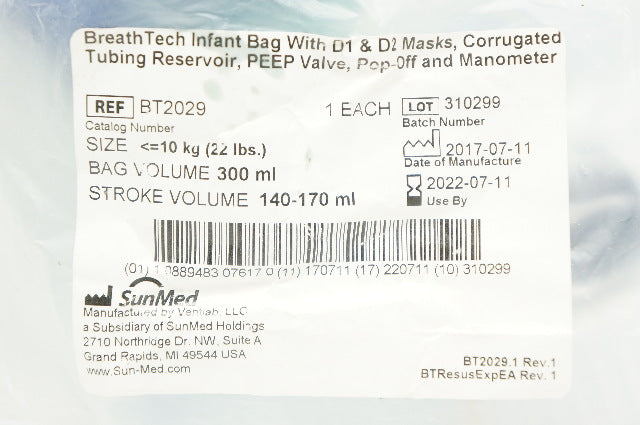 BreathTech Infant Bag With D1 & D2 Masks, Corrugated
Tubing Reservoir, PEEP Valve, Pop-Off and Manometer
REF BT2029
Catalog Number
1 EACH
LOT 310299
Batch Number
SIZE <=10 kg (22 lbs.)
BAG VOLUME 300 ml
STROKE VOLUME 140-170 ml
2017-07-11
Date of Manufacture
2022-07-11
Use By
(01) 1 0889483 07617 0 (11) 170711 (17) 220711 (10) 310299
SunMed
Manufactured by Ventlab, LLC
a Subsidiary of SunMed Holdings
2710 Northridge Dr. NW, Suite A
Grand Rapids, MI 49544 USA
www.Sun-Med.com
BT2029.1 Rev.1
BTResusExpEA Rev. 1